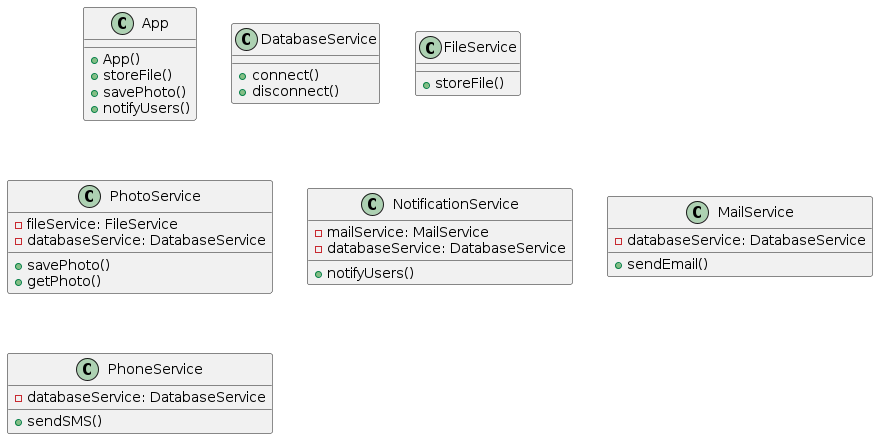 C App
App()
storeFile()
savePhoto()
notifyUsers()
C DatabaseService
connect()
disconnect()
C FileService
storeFile()
C PhotoService
fileService: FileService
databaseService: DatabaseService
savePhoto()
getPhoto()
C NotificationService
mailService: MailService
databaseService: DatabaseService
notifyUsers()
C MailService
databaseService: DatabaseService
sendEmail()
C PhoneService
databaseService: DatabaseService
sendSMS()